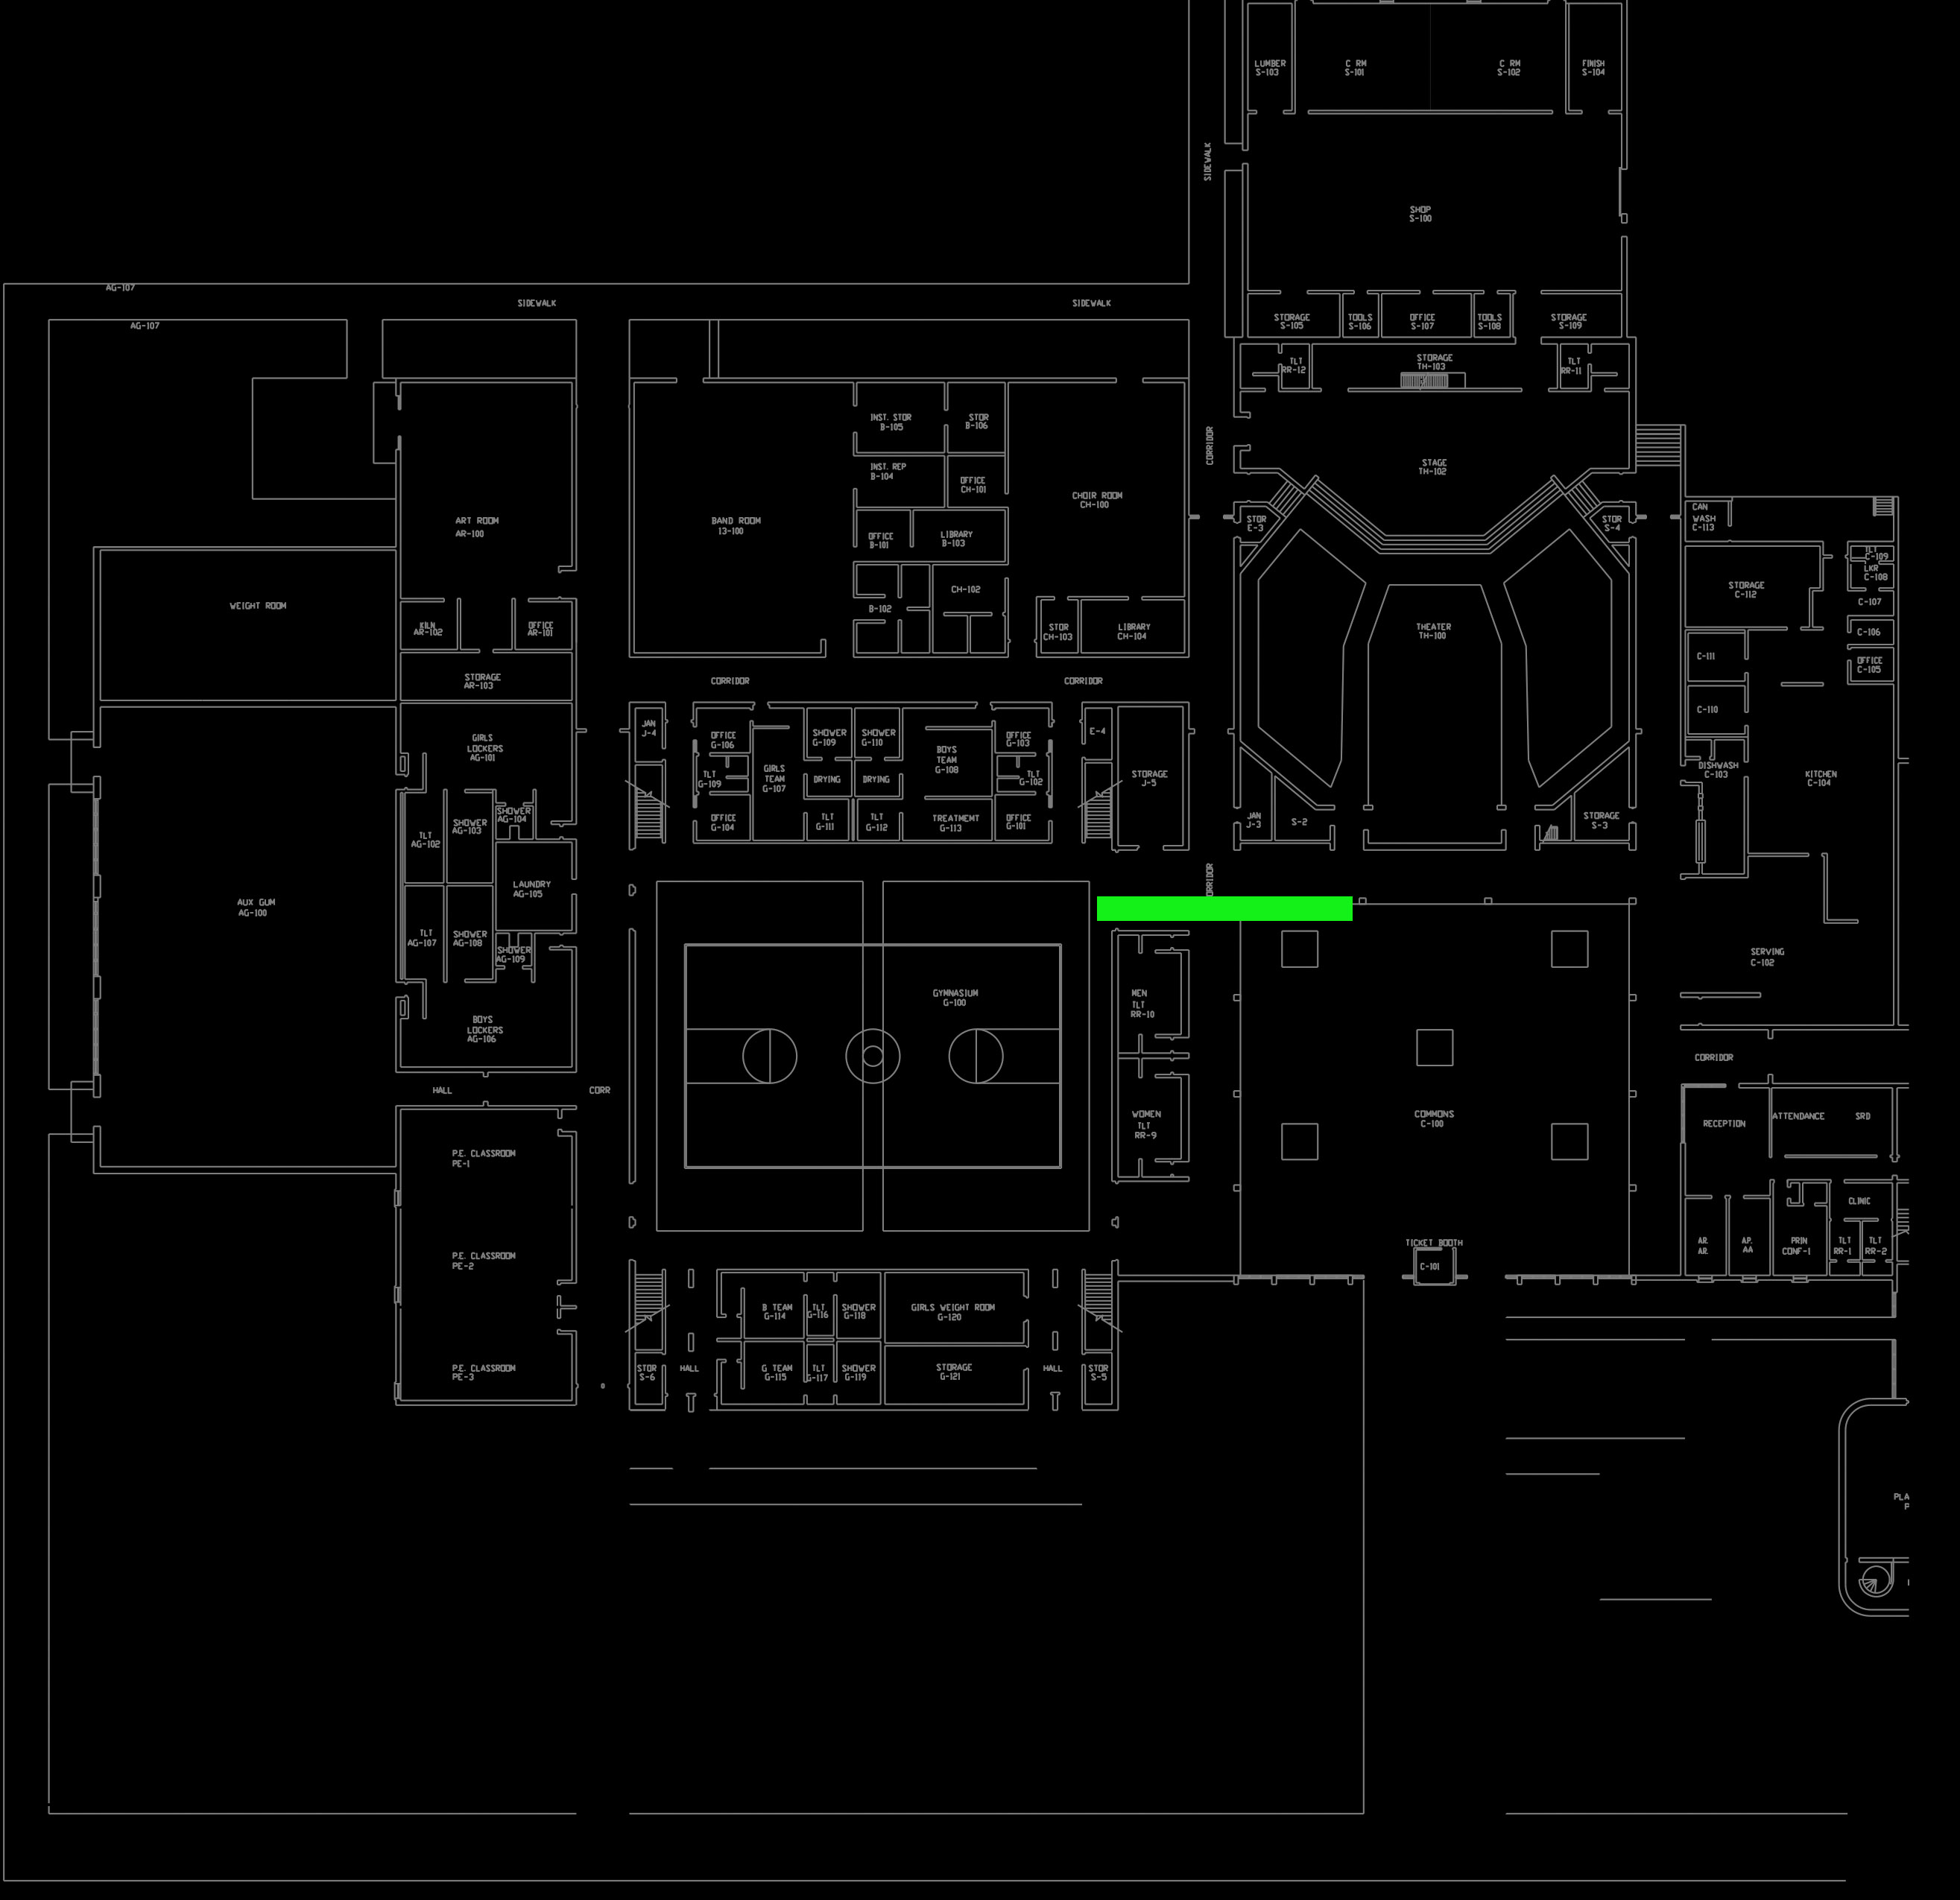 LUMBER
S-103
C RM
S-101
C RM
S-102
FINISH
S-104
SIDEWALK
SHOP
S-100
AG-107
SIDEWALK
SIDEWALK
AG-107
STORAGE
S-105
TOOLS
S-106
OFFICE
S-107
TOOLS
S-108
STORAGE
S-109
TLT
RR-12
STORAGE
TH-103
TLT
RR-11
INST. STOR
B-105
STOR
B-106
CORRIDOR
INST. REP
B-104
OFFICE
CH-101
STAGE
TH-102
CHOIR ROOM
CH-100
ART ROOM
AR-100
BAND ROOM
13-100
OFFICE
B-101
LIBRARY
B-103
STOR
E-3
STOR
S-4
CAN
WASH
C-113
TLT
C-109
LKR
C-108
STORAGE
C-112
C-107
WEIGHT ROOM
CH-102
B-102
KILN
AR-102
OFFICE
AR-101
STOR
CH-103
LIBRARY
CH-104
THEATER
TH-100
C-106
C-111
OFFICE
C-105
STORAGE
AR-103
CORRIDOR
CORRIDOR
C-110
JAN
J-4
OFFICE
G-106
SHOWER
G-109
SHOWER
G-110
BOYS
TEAM
G-108
OFFICE
G-103
E-4
GIRLS
LOCKERS
AG-101
TLT
G-109
GIRLS
TEAM
G-107
DRYING
DRYING
TLT
G-102
STORAGE
J-5
DISHWASH
C-103
KITCHEN
C-104
SHOWER
AG-104
SHOWER
AG-103
TLT
AG-102
OFFICE
G-104
TLT
G-111
TLT
G-112
TREATMEMT
G-113
OFFICE
G-101
JAN
J-3
S-2
STORAGE
S-3
LAUNDRY
AG-105
AUX GUM
AG-100
TLT
AG-107
SHOWER
AG-108
SHOWER
AG-109
SERVING
C-102
GYMNASIUM
G-100
MEN
TLT
RR-10
BOYS
LOCKERS
AG-106
CORRIDOR
HALL
CORR
WOMEN
TLT
RR-9
COMMONS
C-100
RECEPTION
ATTENDANCE
SRO
P.E. CLASSROOM
PE-1
CLINIC
P.E. CLASSROOM
PE-2
TICKET BOOTH
C-101
AP.
AA
PRIN
CONF-1
TLT
RR-1
TLT
RR-2
B TEAM
G-114
TLT
G-116
SHOWER
G-118
GIRLS WEIGHT ROOM
G-120
P.E. CLASSROOM
PE-3
STOR
S-6
HALL
G TEAM
G-115
TLT
G-117
SHOWER
G-119
STORAGE
G-121
HALL
STOR
S-5